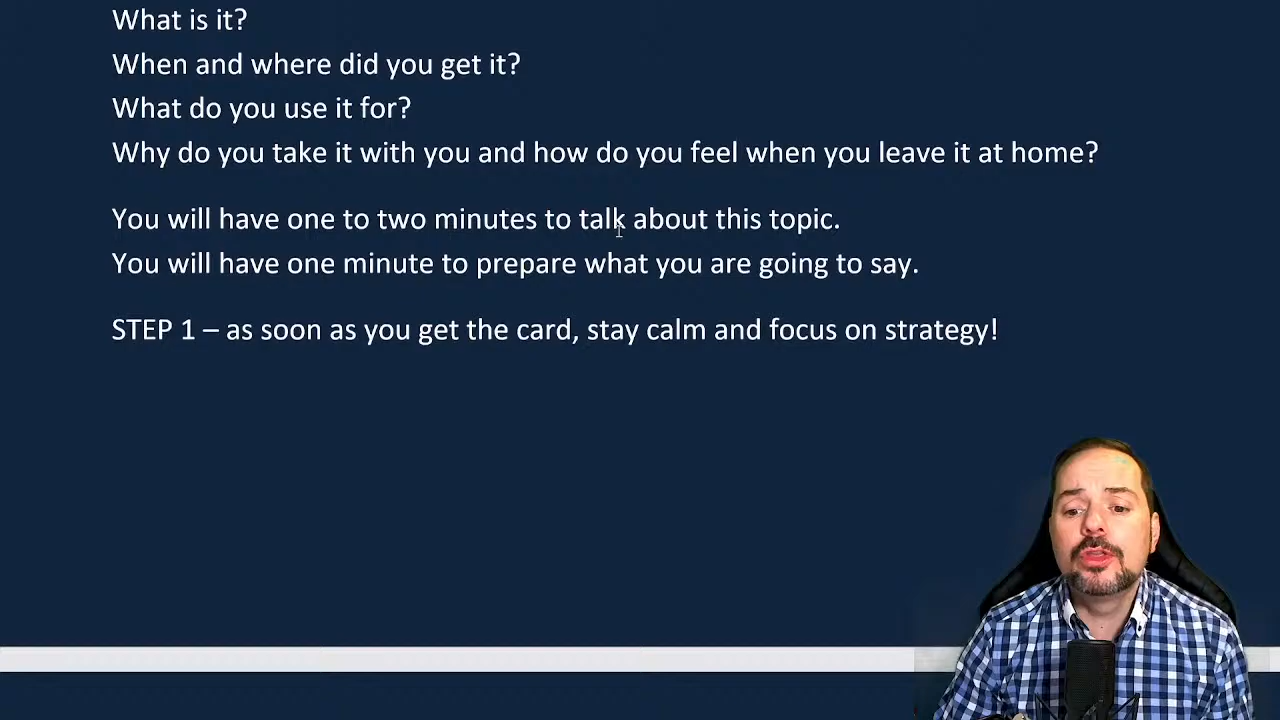 What is it?
When and where did you get it?
What do you use it for?
Why do you take it with you and how do you feel when you leave it at home?
You will have one to two minutes to talk about this topic.
You will have one minute to prepare what you are going to say.
STEP 1 – as soon as you get the card, stay calm and focus on strategy!